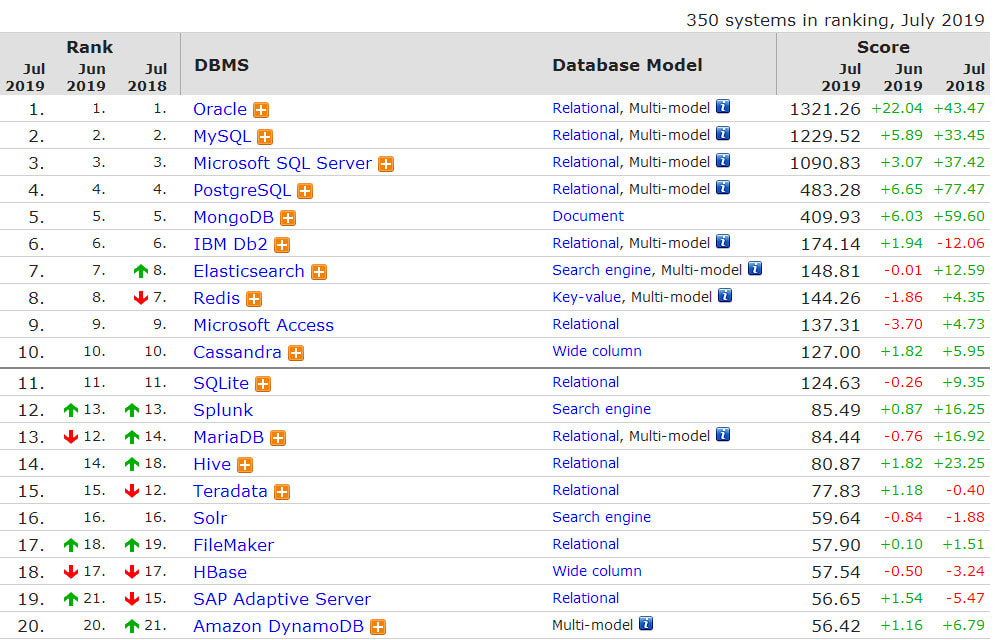 350 systems in ranking, July 2019
Rank Score
Jul 2019 Jun 2019 Jul 2018 DBMS Database Model Jul 2019 Jun 2019 Jul 2018
1. 1. 1. Oracle Relational, Multi-model 1321.26 +22.04 +43.47
2. 2. 2. MySQL Relational, Multi-model 1229.52 +5.89 +33.45
3. 3. 3. Microsoft SQL Server Relational, Multi-model 1090.83 +3.07 +37.42
4. 4. 4. PostgreSQL Relational, Multi-model 483.28 +6.65 +77.47
5. 5. 5. MongoDB Document 409.93 +6.03 +59.60
6. 6. 6. IBM Db2 Relational, Multi-model 174.14 +1.94 -12.06
7. 7. 8. Elasticsearch Search engine, Multi-model 148.81 -0.01 +12.59
8. 8. 7. Redis Key-value, Multi-model 144.26 -1.86 +4.35
9. 9. 9. Microsoft Access Relational 137.31 -3.70 +4.73
10. 10. 10. Cassandra Wide column 127.00 +1.82 +5.95
11. 11. 11. SQLite Relational 124.63 -0.26 +9.35
12. 13. 13. Splunk Search engine 85.49 +0.87 +16.25
13. 12. 14. MariaDB Relational, Multi-model 84.44 -0.76 +16.92
14. 14. 18. Hive Relational 80.87 +1.82 +23.25
15. 15. 12. Teradata Relational 77.83 +1.18 -0.40
16. 16. 16. Solr Search engine 59.64 -0.84 -1.88
17. 18. 19. FileMaker Relational 57.90 +0.10 +1.51
18. 17. 17. HBase Wide column 57.54 -0.50 -3.24
19. 21. 15. SAP Adaptive Server Relational 56.65 +1.54 -5.47
20. 20. 21. Amazon DynamoDB Multi-model 56.42 +1.16 +6.79